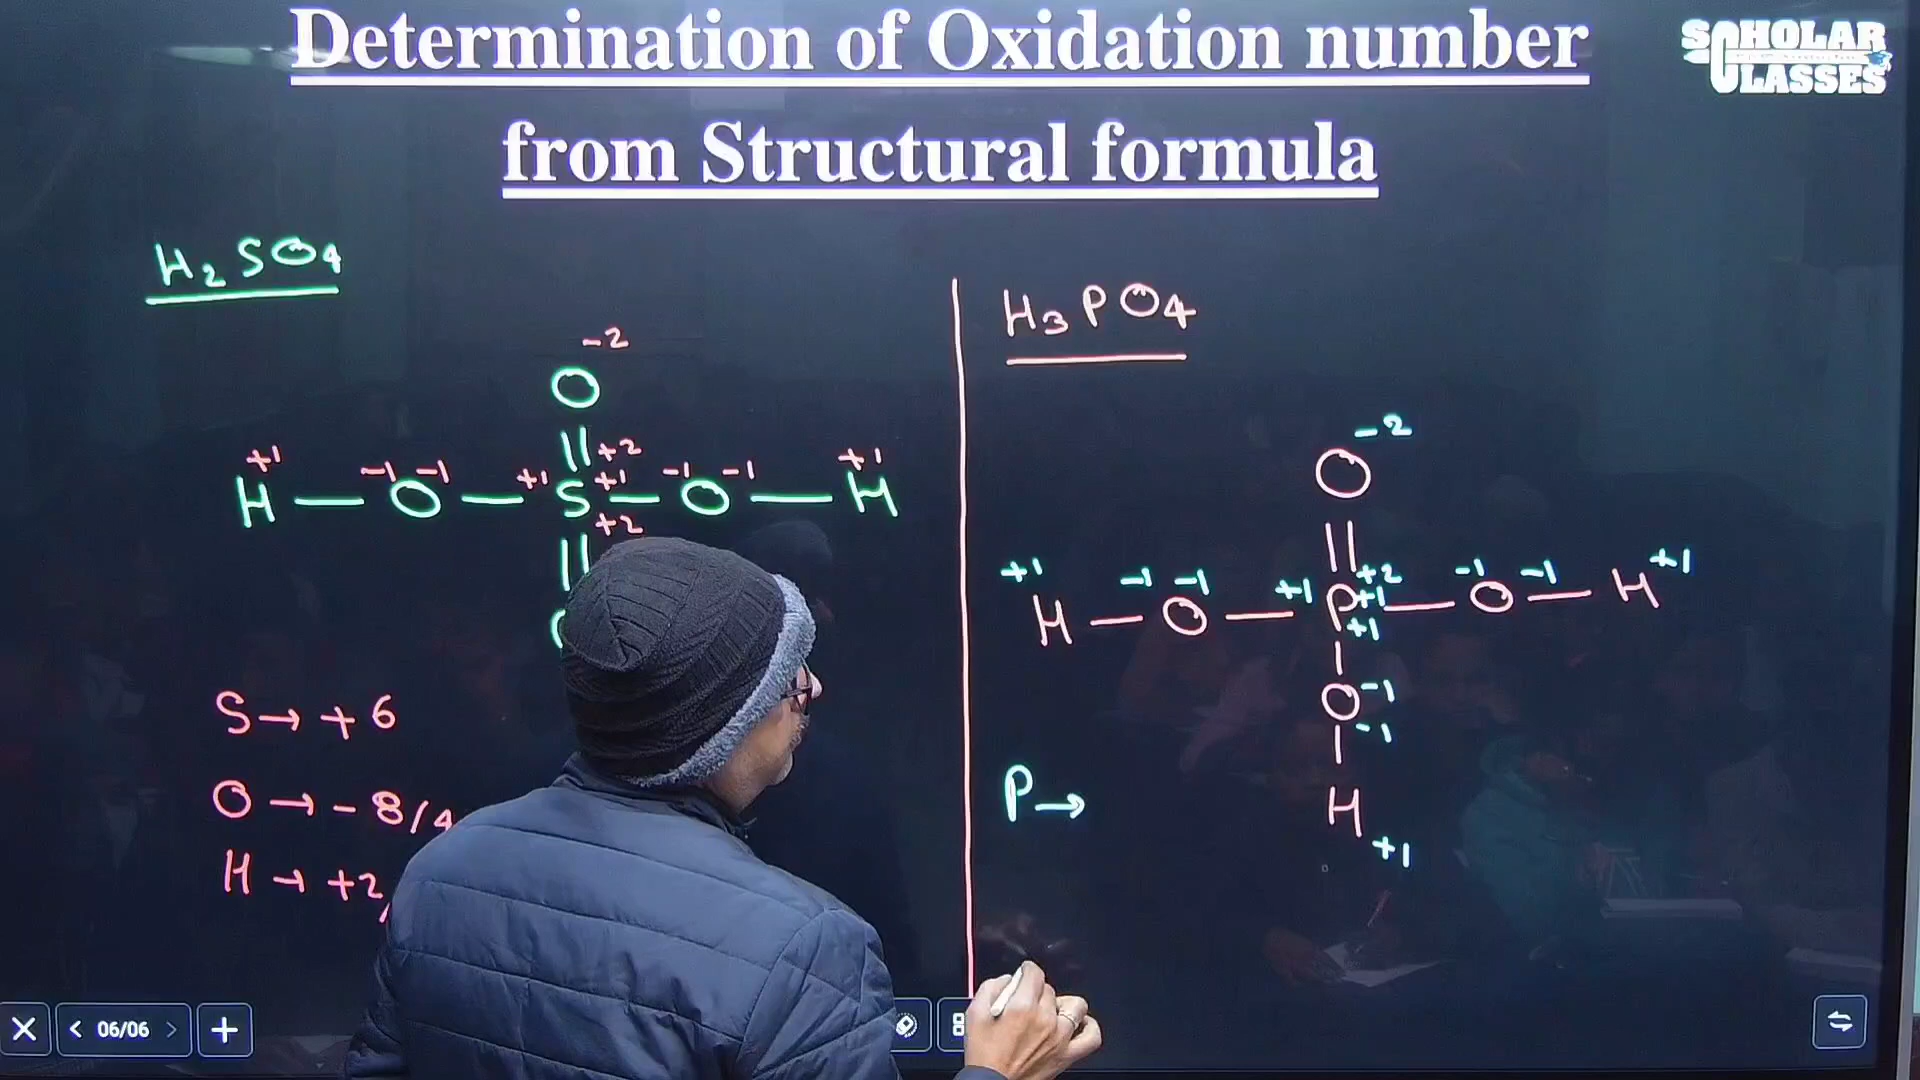 Determination of Oxidation number
from Structural formula
SCHOLAR
CLASSES
H2SO4
-2
O
+2
+1 -1 -1 +1 +1 -1 -1 +1
H — O — S — O — H
+2
S → +6
O → -8/4
H → +2/
H3PO4
-2
O
+1 -1 -1 +1 +2 +1 -1 -1 +1
H — O — P — O — H
+1
O -1
-1
H
+1
P →
06/06